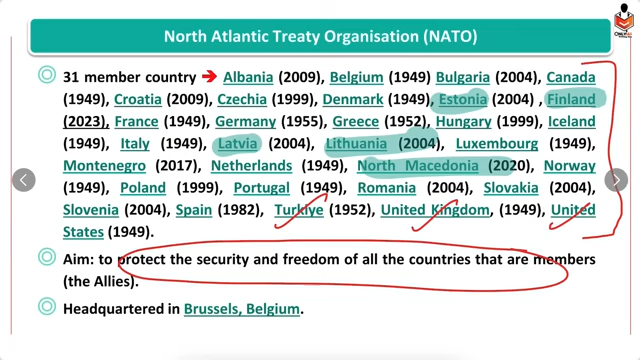 North Atlantic Treaty Organisation (NATO)
31 member country → Albania (2009), Belgium (1949) Bulgaria (2004), Canada
(1949), Croatia (2009), Czechia (1999), Denmark (1949), Estonia (2004) , Finland
(2023), France (1949), Germany (1955), Greece (1952), Hungary (1999), Iceland
(1949), Italy (1949), Latvia (2004), Lithuania (2004), Luxembourg (1949),
Montenegro (2017), Netherlands (1949), North Macedonia (2020), Norway
(1949), Poland (1999), Portugal (1949), Romania (2004), Slovakia (2004),
Slovenia (2004), Spain (1982), Turkiye (1952), United Kingdom, (1949), United
States (1949).
Aim: to protect the security and freedom of all the countries that are members
(the Allies).
Headquartered in Brussels, Belgium.